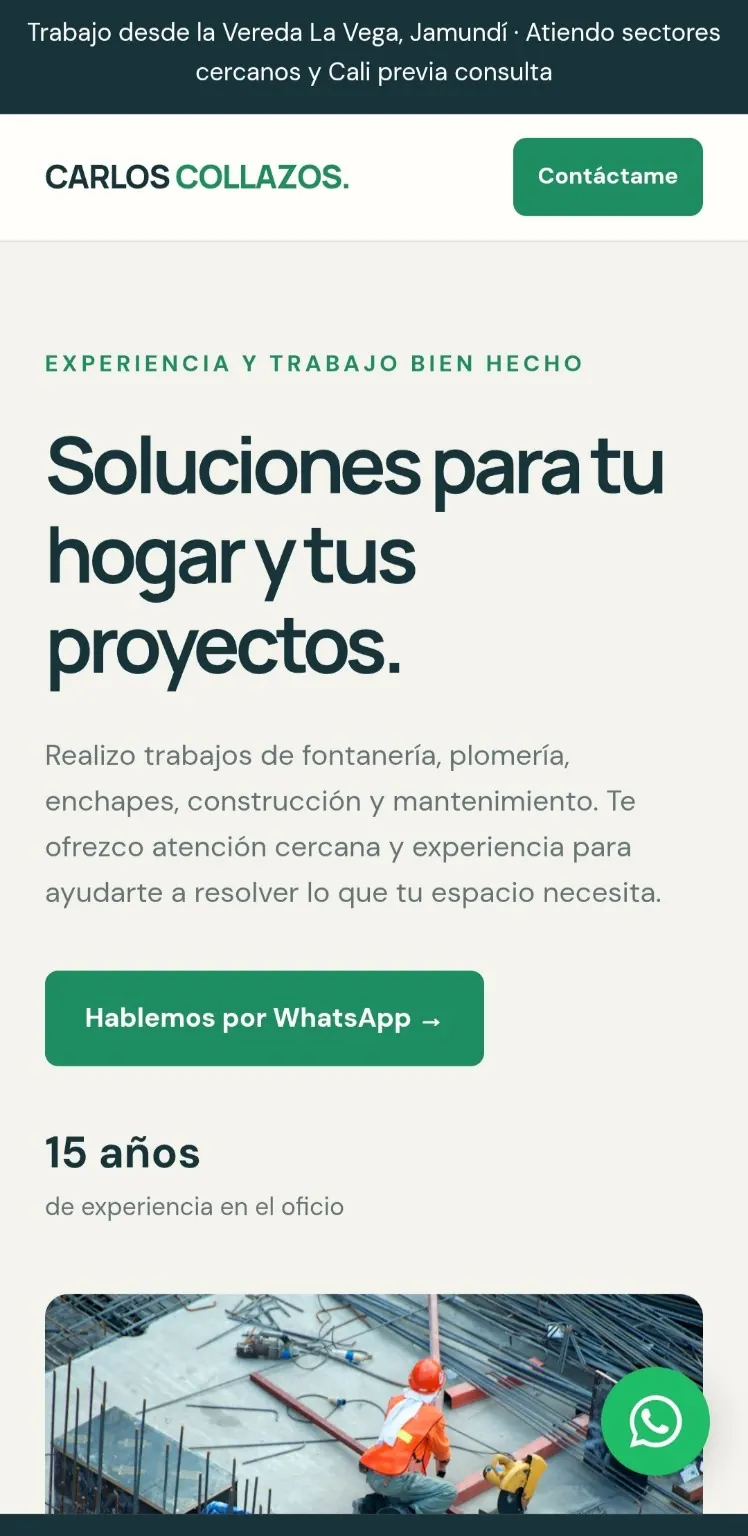 Trabajo desde la Vereda La Vega, Jamundí · Atiendo sectores
cercanos y Cali previa consulta
CARLOS COLLAZOS.
Contáctame
EXPERIENCIA Y TRABAJO BIEN HECHO
Soluciones para tu
hogar y tus
proyectos.
Realizo trabajos de fontanería, plomería,
enchapes, construcción y mantenimiento. Te
ofrezco atención cercana y experiencia para
ayudarte a resolver lo que tu espacio necesita.
Hablemos por WhatsApp →
15 años
de experiencia en el oficio